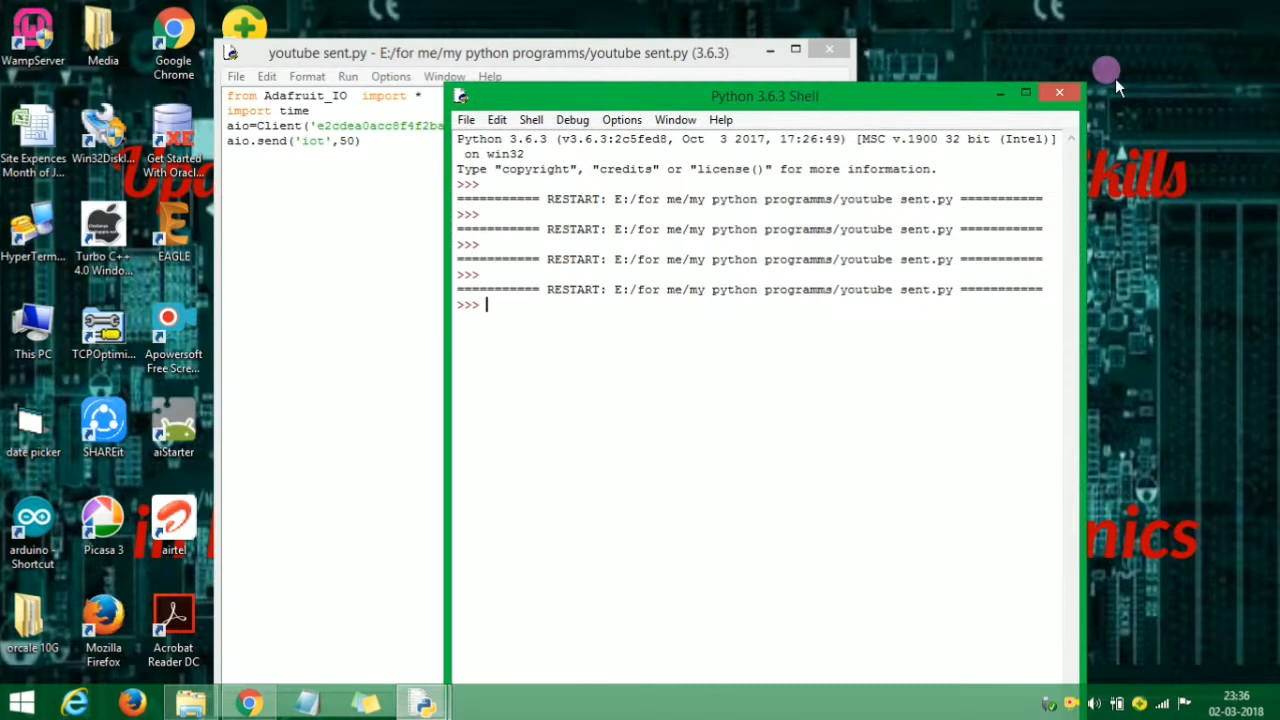 WampServer
Media
Google
Chrome
Site Expences
Month of J...
Win32Diskl...
Get Started
With Oracl...
HyperTerm...
Turbo C++
4.0 Windo...
EAGLE
This PC
TCPOptimi...
Apowersoft
Free Scre...
date picker
SHAREit
aiStarter
arduino -
Shortcut
Picasa 3
airtel
orcale 10G
Mozilla
Firefox
Acrobat
Reader DC
youtube sent.py - E:/for me/my python programms/youtube sent.py (3.6.3)
File Edit Format Run Options Window Help
from Adafruit_IO import *
import time
aio=Client('e2cdea0acc8f4f2ba
aio.send('iot',50)
Python 3.6.3 Shell
File Edit Shell Debug Options Window Help
Python 3.6.3 (v3.6.3:2c5fed8, Oct 3 2017, 17:26:49) [MSC v.1900 32 bit (Intel)]
on win32
Type "copyright", "credits" or "license()" for more information.
>>>
=========== RESTART: E:/for me/my python programms/youtube sent.py ===========
>>>
=========== RESTART: E:/for me/my python programms/youtube sent.py ===========
>>>
=========== RESTART: E:/for me/my python programms/youtube sent.py ===========
>>>
=========== RESTART: E:/for me/my python programms/youtube sent.py ===========
>>>
23:36
02-03-2018